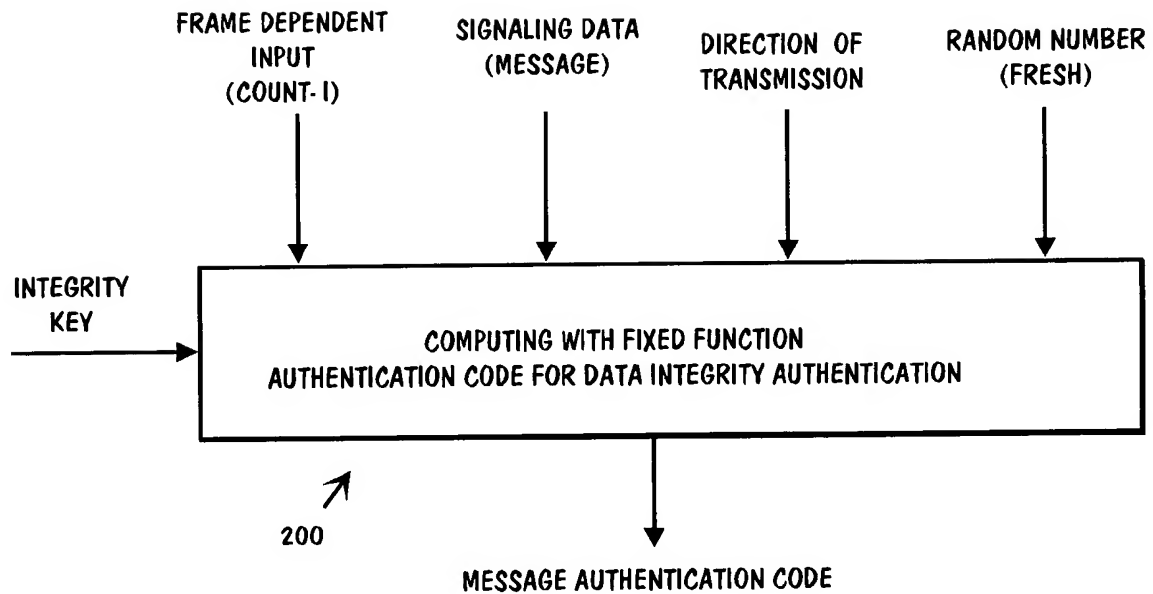 FRAME DEPENDENT
INPUT
(COUNT-I)
SIGNALING DATA
(MESSAGE)
DIRECTION OF
TRANSMISSION
RANDOM NUMBER
(FRESH)
INTEGRITY
KEY
COMPUTING WITH FIXED FUNCTION
AUTHENTICATION CODE FOR DATA INTEGRITY AUTHENTICATION
200
MESSAGE AUTHENTICATION CODE